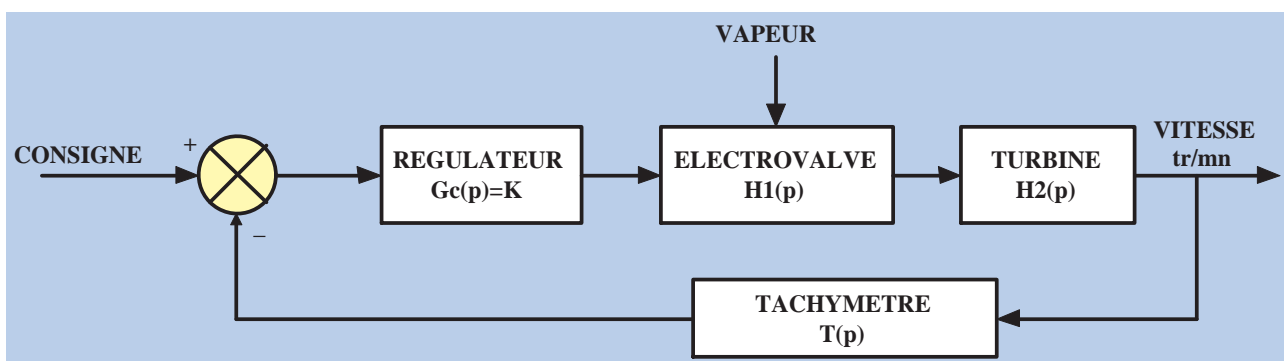 VAPEUR
CONSIGNE
+
−
REGULATEUR
Gc(p)=K
ELECTROVALVE
H1(p)
TURBINE
H2(p)
VITESSE
tr/mn
TACHYMETRE
T(p)